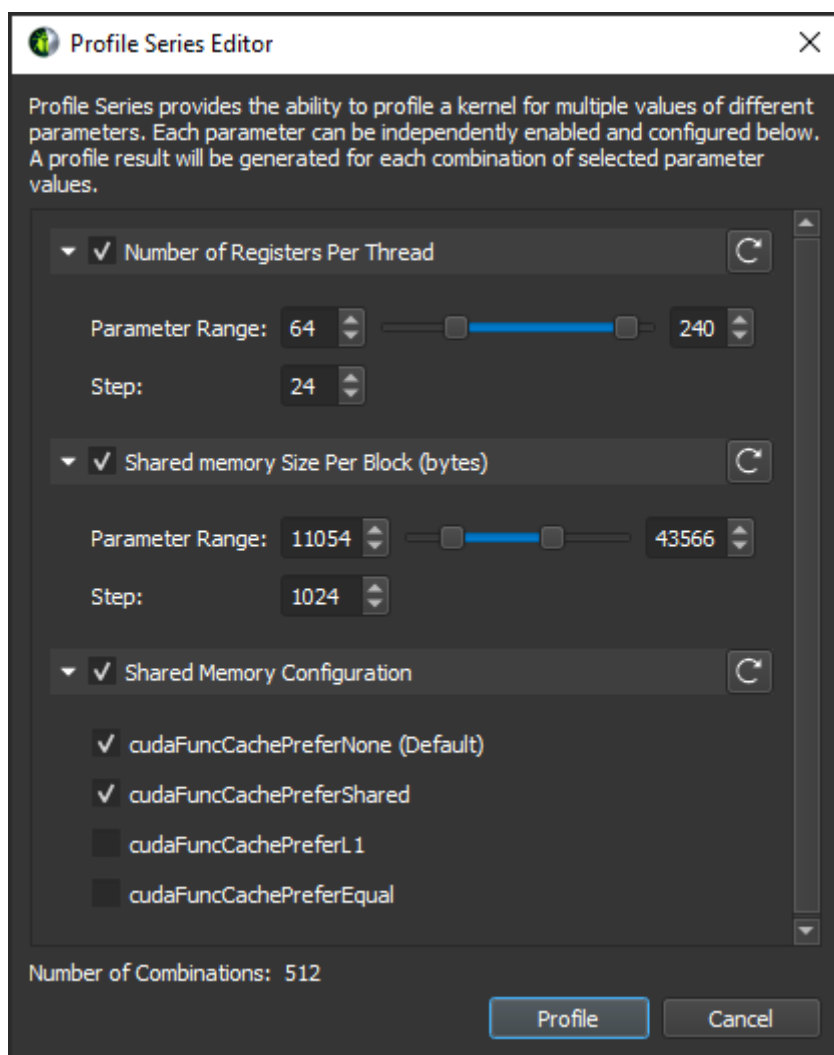 Profile Series Editor
Profile Series provides the ability to profile a kernel for multiple values of different
parameters. Each parameter can be independently enabled and configured below.
A profile result will be generated for each combination of selected parameter
values.
Number of Registers Per Thread
Parameter Range: 64 240
Step: 24
Shared memory Size Per Block (bytes)
Parameter Range: 11054 43566
Step: 1024
Shared Memory Configuration
cudaFuncCachePreferNone (Default)
cudaFuncCachePreferShared
cudaFuncCachePreferL1
cudaFuncCachePreferEqual
Number of Combinations: 512
Profile Cancel